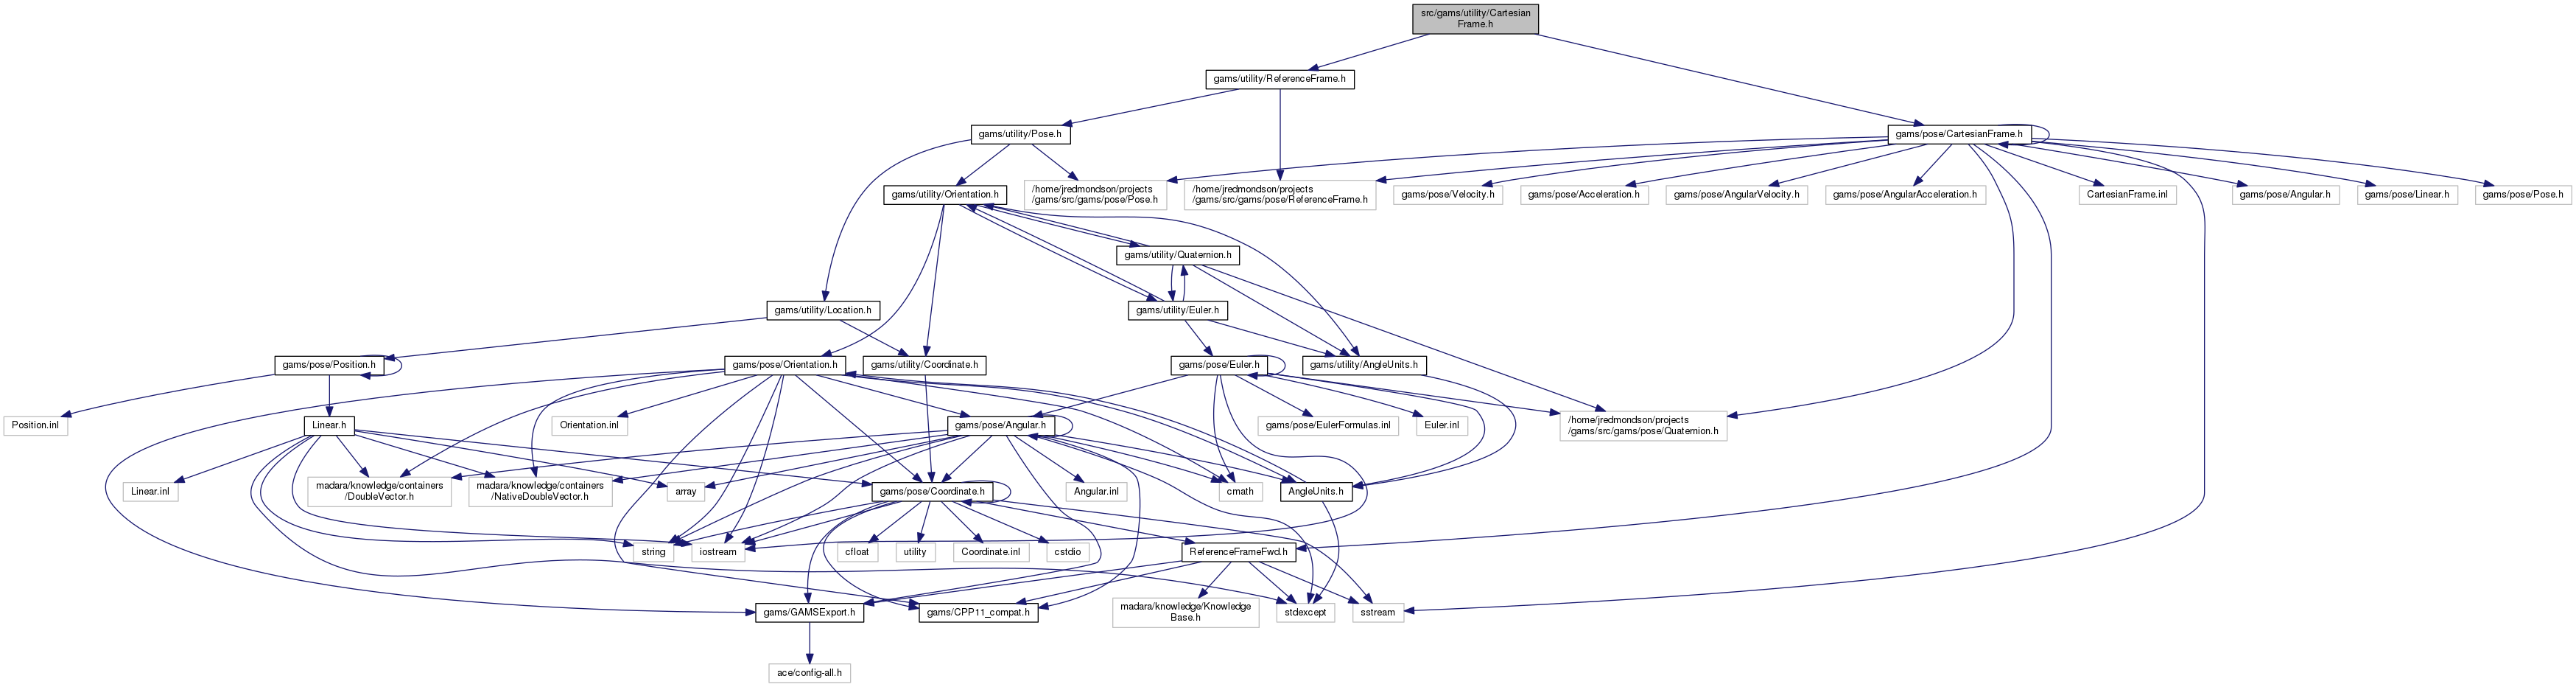 src/gams/utility/Cartesian
Frame.h
gams/utility/ReferenceFrame.h
gams/utility/Pose.h
gams/pose/CartesianFrame.h
gams/utility/Orientation.h
/home/jredmondson/projects
/gams/src/gams/pose/Pose.h
/home/jredmondson/projects
/gams/src/gams/pose/ReferenceFrame.h
gams/pose/Velocity.h
gams/pose/Acceleration.h
gams/pose/AngularVelocity.h
gams/pose/AngularAcceleration.h
CartesianFrame.inl
gams/pose/Angular.h
gams/pose/Linear.h
gams/pose/Pose.h
gams/utility/Quaternion.h
gams/utility/Location.h
gams/utility/Euler.h
gams/pose/Position.h
gams/pose/Orientation.h
gams/utility/Coordinate.h
gams/pose/Euler.h
gams/utility/AngleUnits.h
Position.inl
Linear.h
Orientation.inl
gams/pose/Angular.h
gams/pose/EulerFormulas.inl
Euler.inl
/home/jredmondson/projects
/gams/src/gams/pose/Quaternion.h
Linear.inl
madara/knowledge/containers
/DoubleVector.h
madara/knowledge/containers
/NativeDoubleVector.h
array
gams/pose/Coordinate.h
Angular.inl
cmath
AngleUnits.h
string
iostream
cfloat
utility
Coordinate.inl
cstdio
ReferenceFrameFwd.h
gams/GAMSExport.h
gams/CPP11_compat.h
madara/knowledge/Knowledge
Base.h
stdexcept
sstream
ace/config-all.h